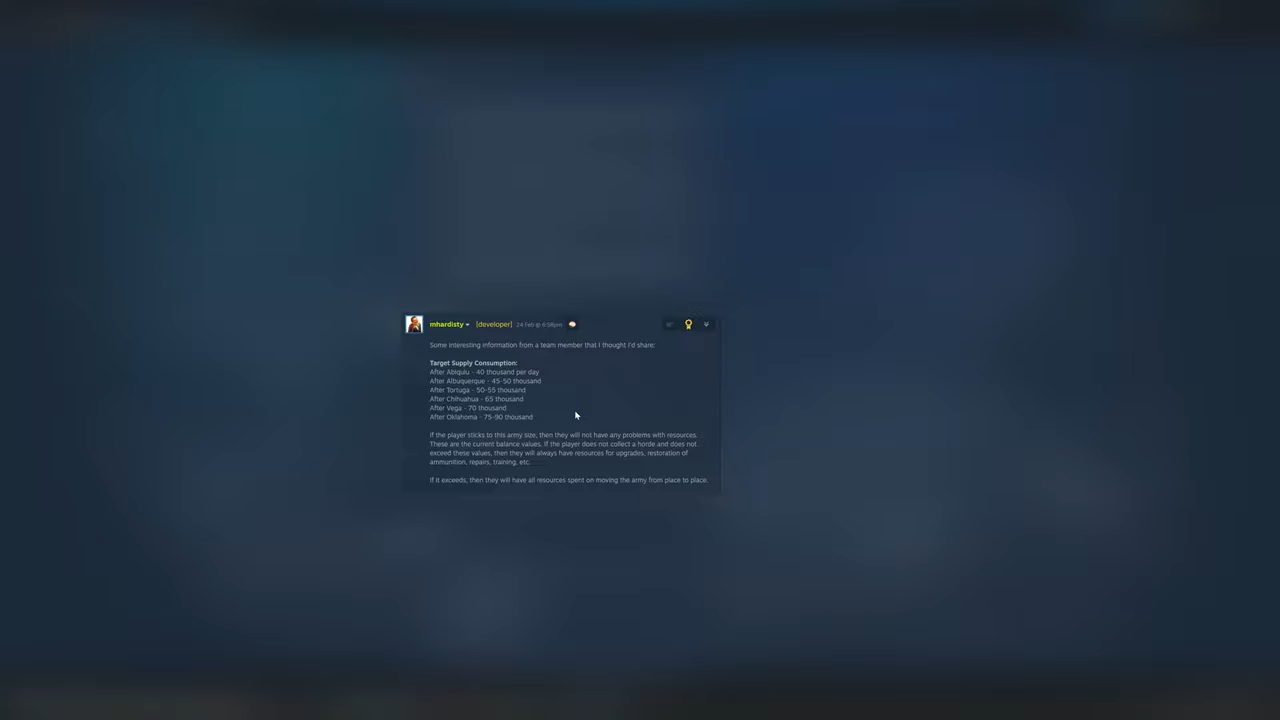 mhardisty [developer] 24 Feb @ 6:58pm
Some interesting information from a team member that I thought I'd share:
Target Supply Consumption:
After Abiquiu - 40 thousand per day
After Albuquerque - 45-50 thousand
After Tortuga - 50-55 thousand
After Chihuahua - 65 thousand
After Vega - 70 thousand
After Oklahoma - 75-90 thousand
If the player sticks to this army size, then they will not have any problems with resources.
These are the current balance values. If the player does not collect a horde and does not
exceed these values, then they will always have resources for upgrades, restoration of
ammunition, repairs, training, etc.
If it exceeds, then they will have all resources spent on moving the army from place to place.